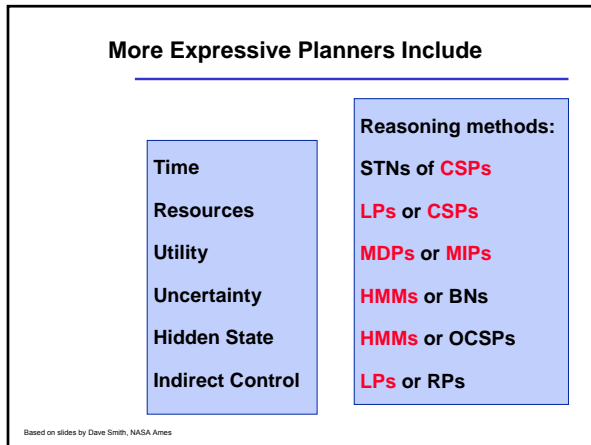 More Expressive Planners Include
Reasoning methods:
Time
STNs of CSPs
Resources
LPs or CSPs
Utility
MDPs or MIPs
Uncertainty
HMMs or BNs
Hidden State
HMMs or OCSPs
Indirect Control
LPs or RPs
Based on slides by Dave Smith, NASA Ames